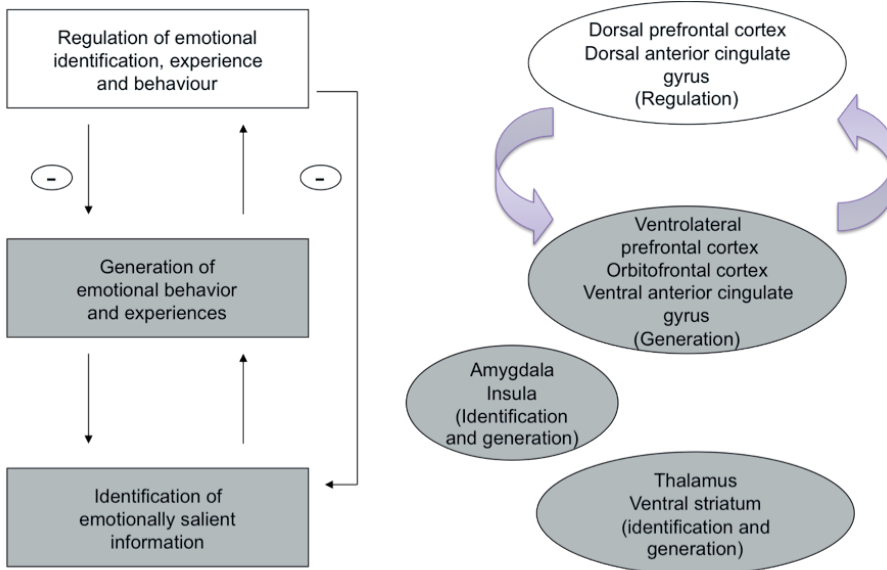 Regulation of emotional
identification, experience
and behaviour
-
-
Generation of
emotional behavior
and experiences
Identification of
emotionally salient
information
Dorsal prefrontal cortex
Dorsal anterior cingulate
gyrus
(Regulation)
Ventrolateral
prefrontal cortex
Orbitofrontal cortex
Ventral anterior cingulate
gyrus
(Generation)
Amygdala
Insula
(Identification
and generation)
Thalamus
Ventral striatum
(identification and
generation)